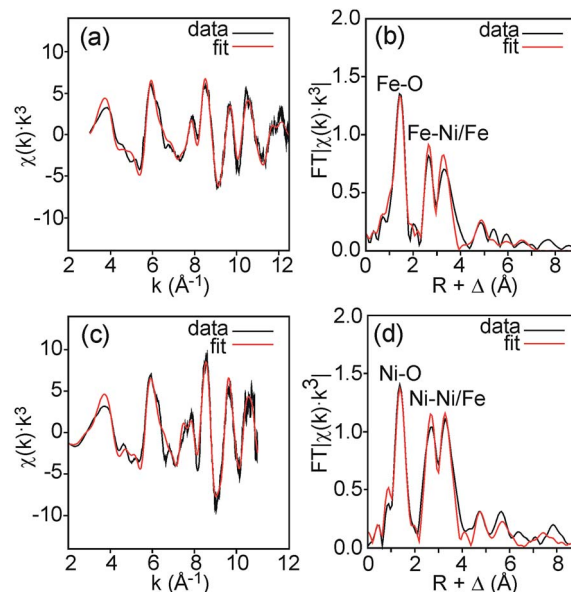 (a)
data
fit
10
5
0
-5
-10
χ(k)·k³
2 4 6 8 10 12
k (Å⁻¹)
(b)
data
fit
Fe-O
Fe-Ni/Fe
2.0
1.5
1.0
0.5
0.0
FT|χ(k)·k³|
0 2 4 6 8
R + Δ (Å)
(c)
data
fit
10
5
0
-5
-10
χ(k)·k³
2 4 6 8 10 12
k (Å⁻¹)
(d)
data
fit
Ni-O
Ni-Ni/Fe
2.0
1.5
1.0
0.5
0.0
FT|χ(k)·k³|
0 2 4 6 8
R + Δ (Å)